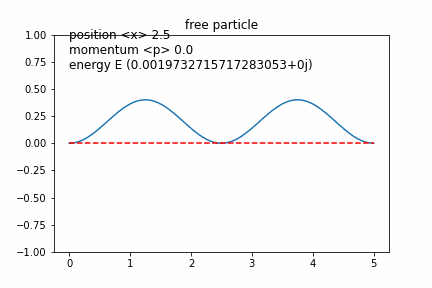 free particle
position <x> 2.5
momentum <p> 0.0
energy E (0.0019732715717283053+0j)
1.00
0.75
0.50
0.25
0.00
−0.25
−0.50
−0.75
−1.00
0 1 2 3 4 5